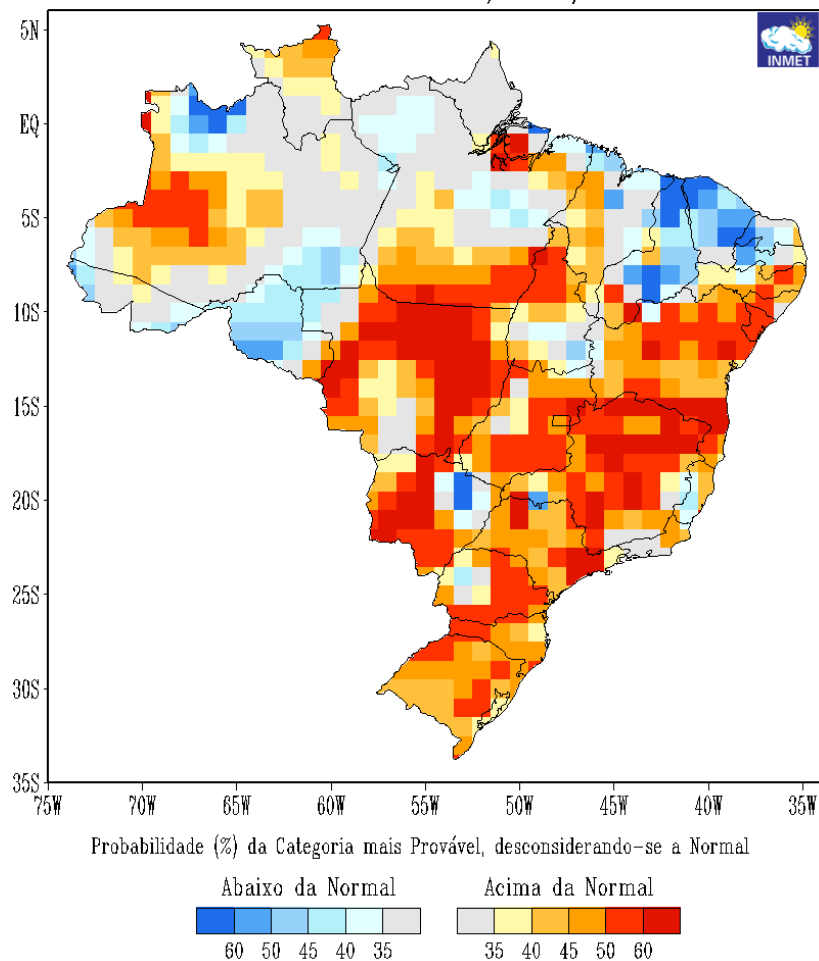 INMET
5N
EQ
5S
10S
15S
20S
25S
30S
35S
75W 70W 65W 60W 55W 50W 45W 40W 35W
Probabilidade (%) da Categoria mais Provável, desconsiderando-se a Normal
Abaixo da Normal Acima da Normal
60 50 45 40 35 35 40 45 50 60